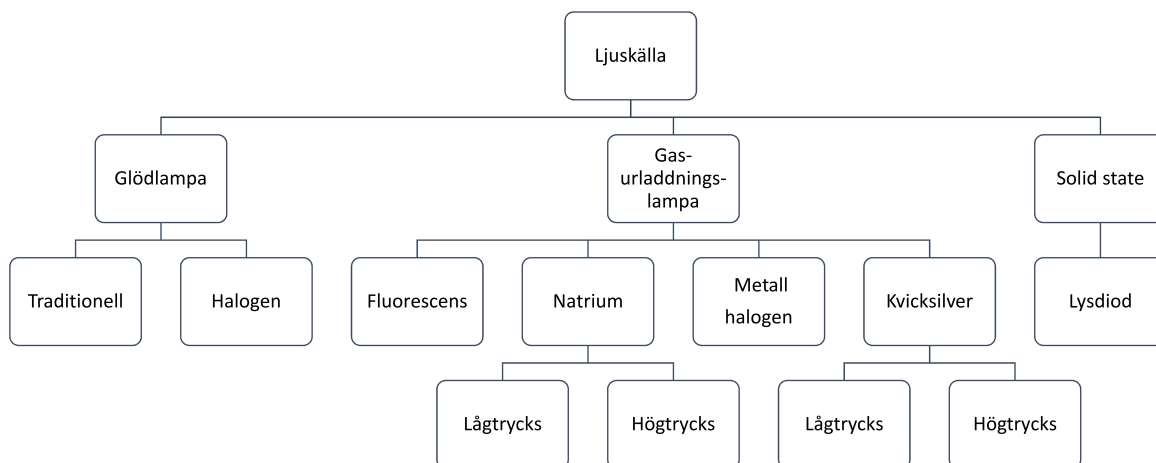 Ljuskälla
Glödlampa
Gas-
urladdnings-
lampa
Solid state
Traditionell
Halogen
Fluorescens
Natrium
Metall
halogen
Kvicksilver
Lysdiod
Lågtrycks
Högtrycks
Lågtrycks
Högtrycks